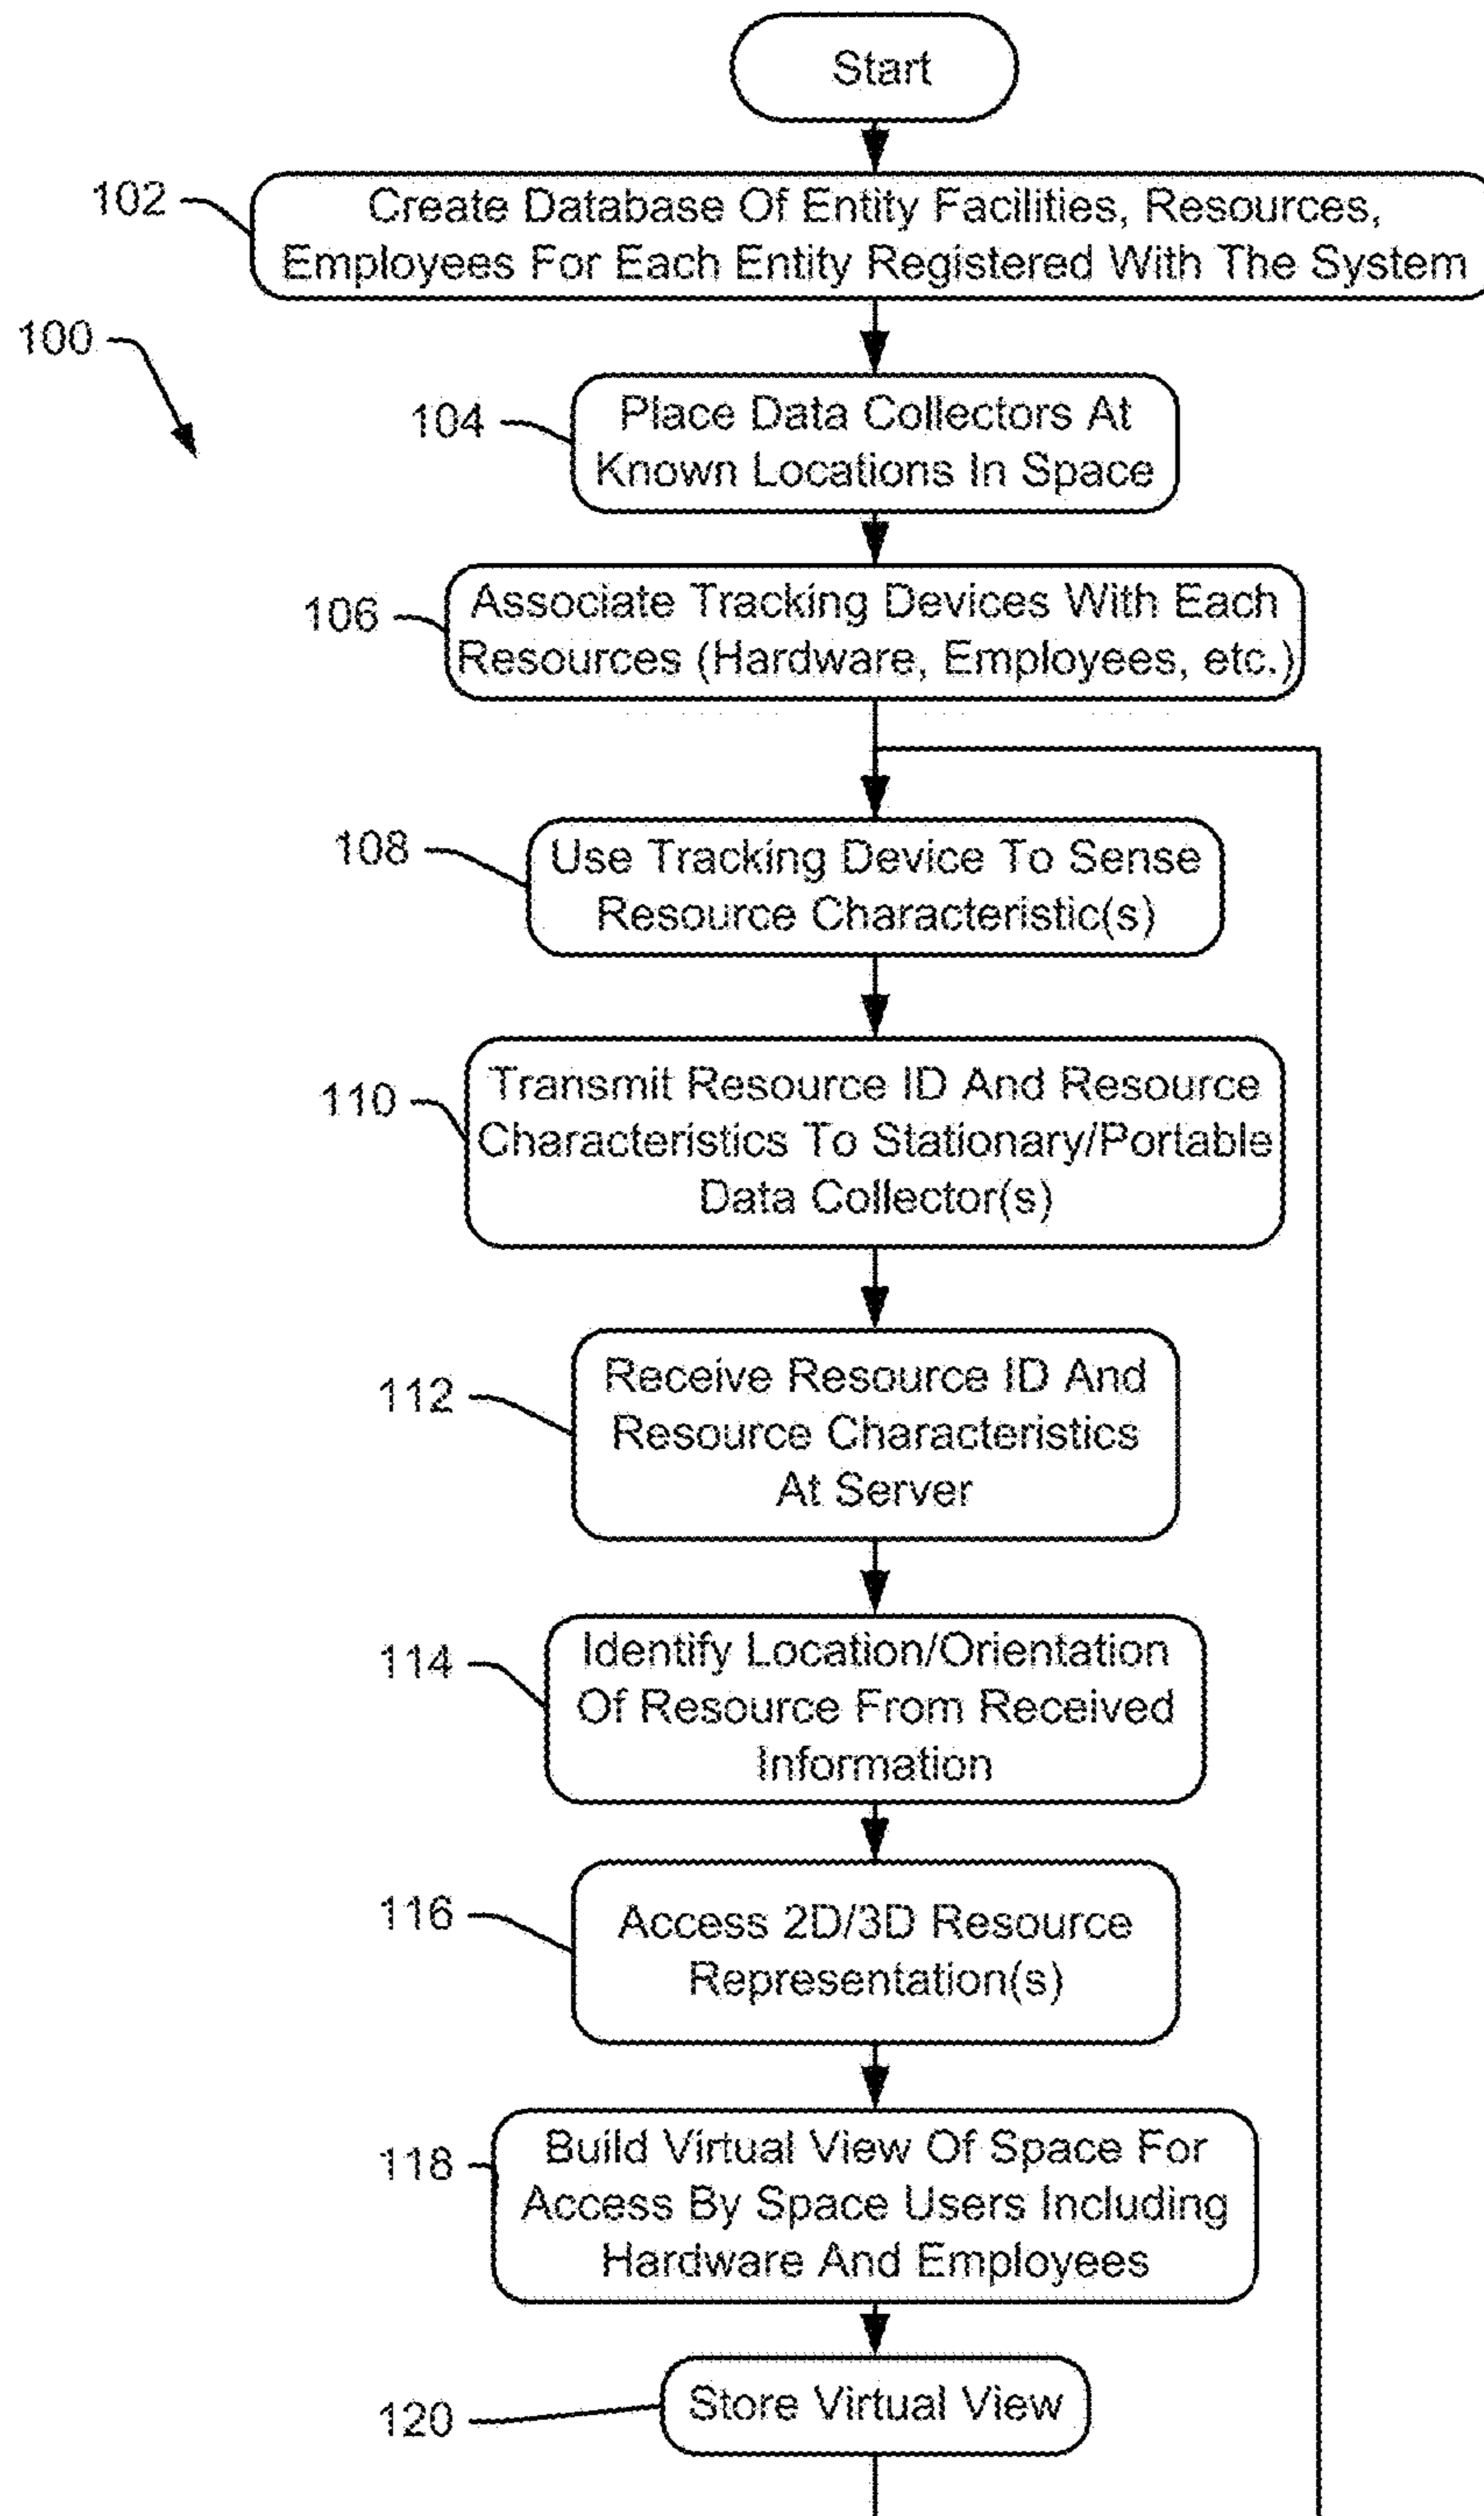 Start
102
Create Database Of Entity Facilities, Resources,
Employees For Each Entity Registered With The System
100
104
Place Data Collectors At
Known Locations In Space
106
Associate Tracking Devices With Each
Resources (Hardware, Employees, etc.)
108
Use Tracking Device To Sense
Resource Characteristic(s)
110
Transmit Resource ID And Resource
Characteristics To Stationary/Portable
Data Collector(s)
112
Receive Resource ID And
Resource Characteristics
At Server
114
Identify Location/Orientation
Of Resource From Received
Information
116
Access 2D/3D Resource
Representation(s)
118
Build Virtual View Of Space For
Access By Space Users Including
Hardware And Employees
120
Store Virtual View